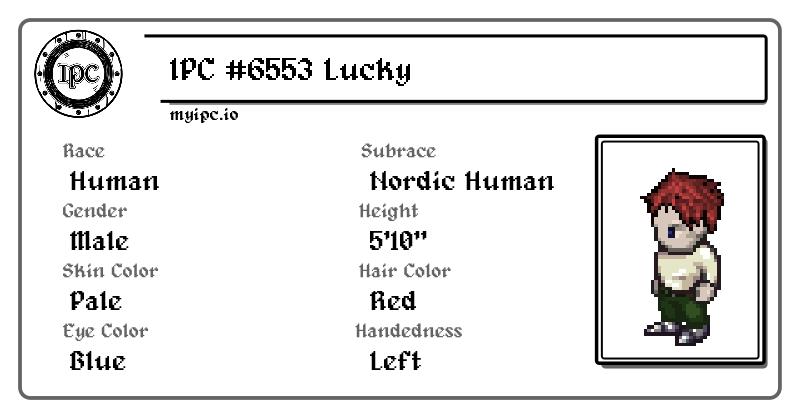 IPC
IPC #6553 Lucky
myipc.io
Race
Human
Subrace
Nordic Human
Gender
Male
Height
5'10"
Skin Color
Pale
Hair Color
Red
Eye Color
Blue
Handedness
Left